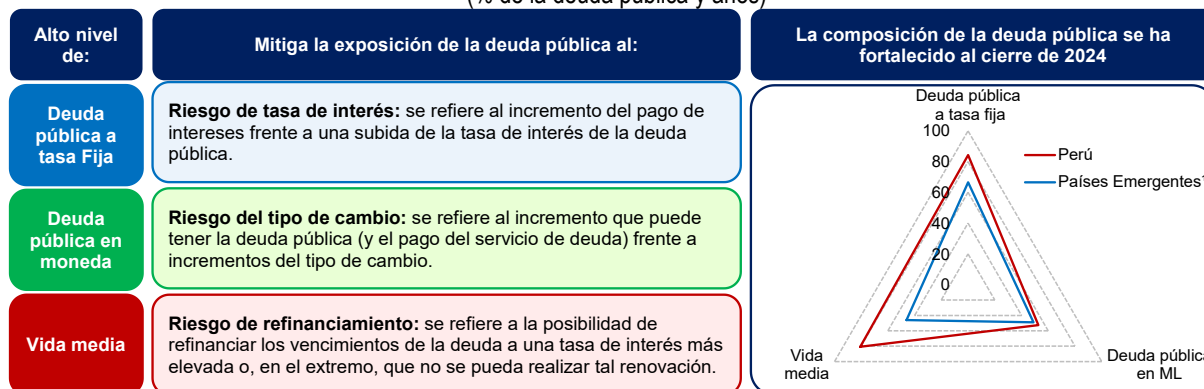 (% de la deuda pública y años)
Alto nivel
de:
Mitiga la exposición de la deuda pública al:
La composición de la deuda pública se ha
fortalecido al cierre de 2024
Deuda
pública a
tasa Fija
Riesgo de tasa de interés: se refiere al incremento del pago de
intereses frente a una subida de la tasa de interés de la deuda
pública.
Deuda
pública en
moneda
Riesgo del tipo de cambio: se refiere al incremento que puede
tener la deuda pública (y el pago del servicio de deuda) frente a
incrementos del tipo de cambio.
Vida media
Riesgo de refinanciamiento: se refiere a la posibilidad de
refinanciar los vencimientos de la deuda a una tasa de interés más
elevada o, en el extremo, que no se pueda realizar tal renovación.
Deuda pública
a tasa fija
100
80
60
40
20
0
Perú
Países Emergentes
Vida
media
Deuda pública
en ML